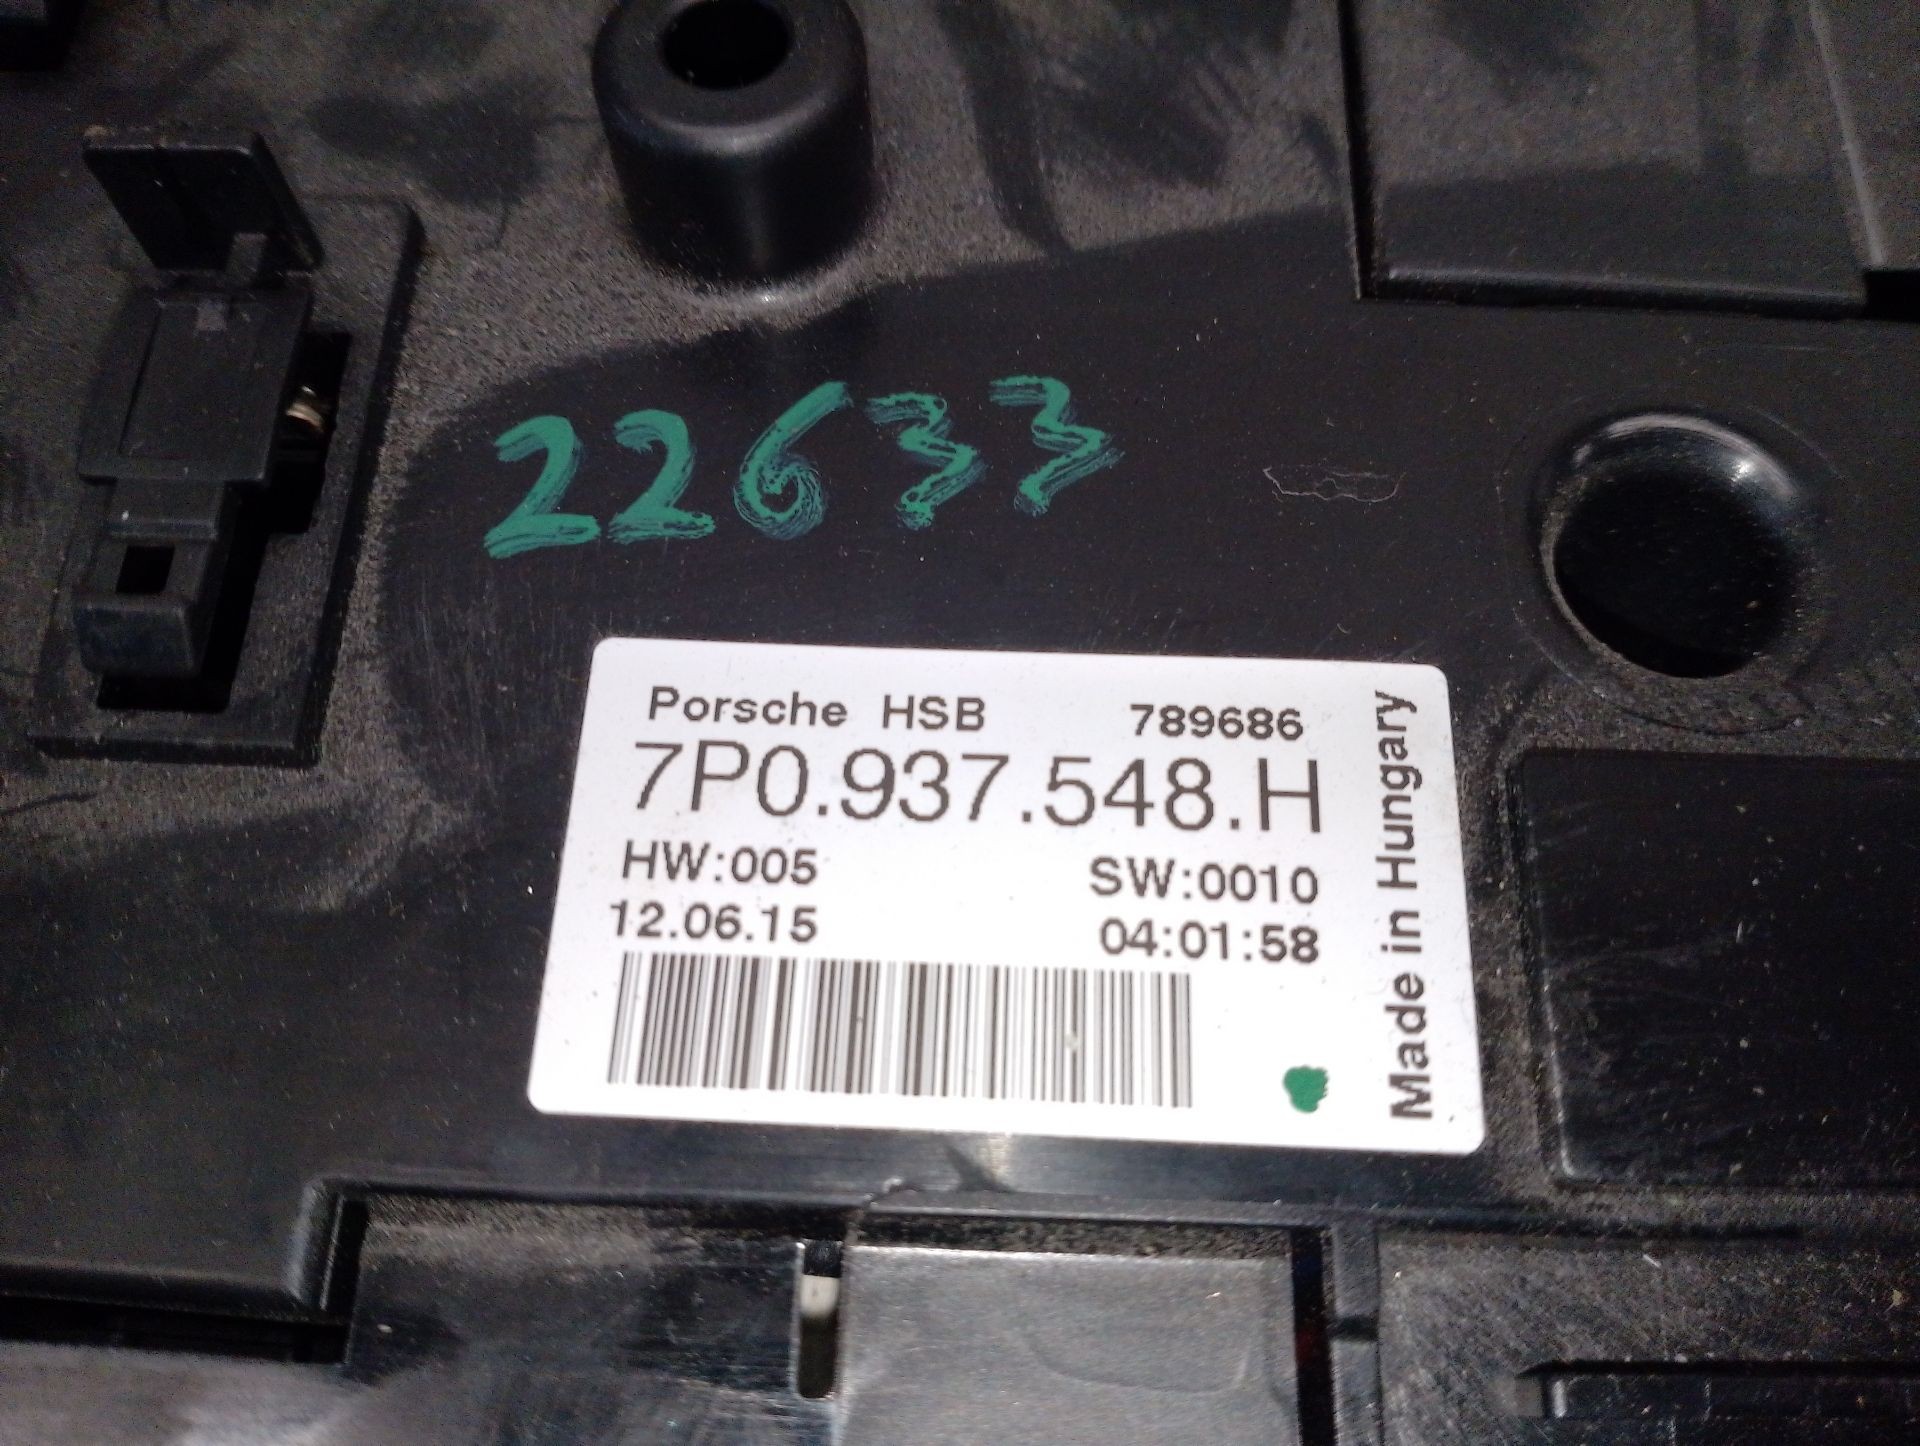 22633
Porsche HSB 789686
7P0.937.548.H
HW:005 SW:0010
12.06.15 04:01:58
Made in Hungary